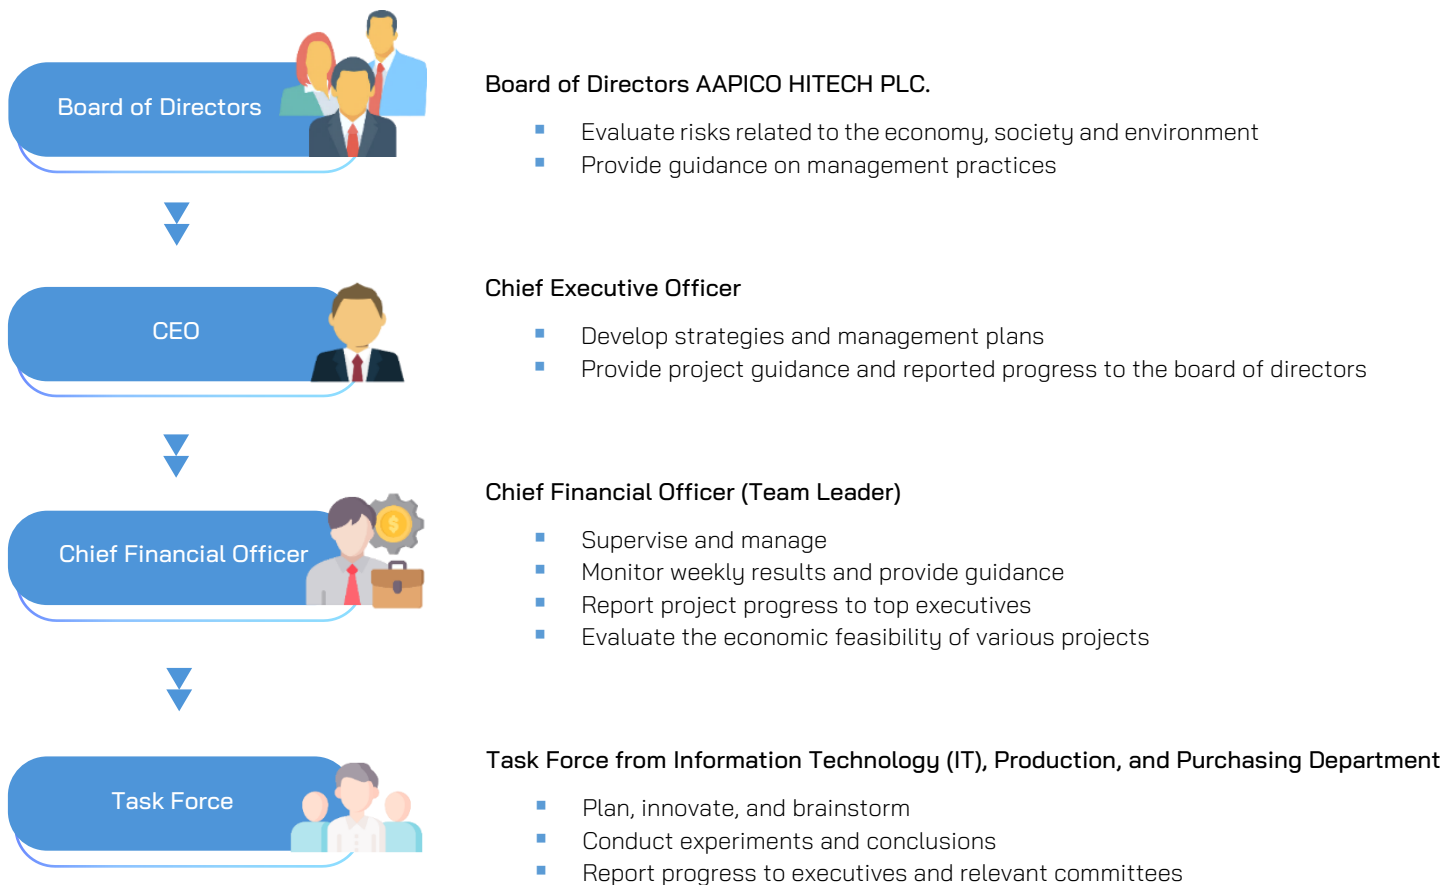 Board of Directors
Board of Directors AAPICO HITECH PLC.
▪ Evaluate risks related to the economy, society and environment
▪ Provide guidance on management practices
CEO
Chief Executive Officer
▪ Develop strategies and management plans
▪ Provide project guidance and reported progress to the board of directors
Chief Financial Officer
Chief Financial Officer (Team Leader)
▪ Supervise and manage
▪ Monitor weekly results and provide guidance
▪ Report project progress to top executives
▪ Evaluate the economic feasibility of various projects
$
Task Force
Task Force from Information Technology (IT), Production, and Purchasing Department
▪ Plan, innovate, and brainstorm
▪ Conduct experiments and conclusions
▪ Report progress to executives and relevant committees